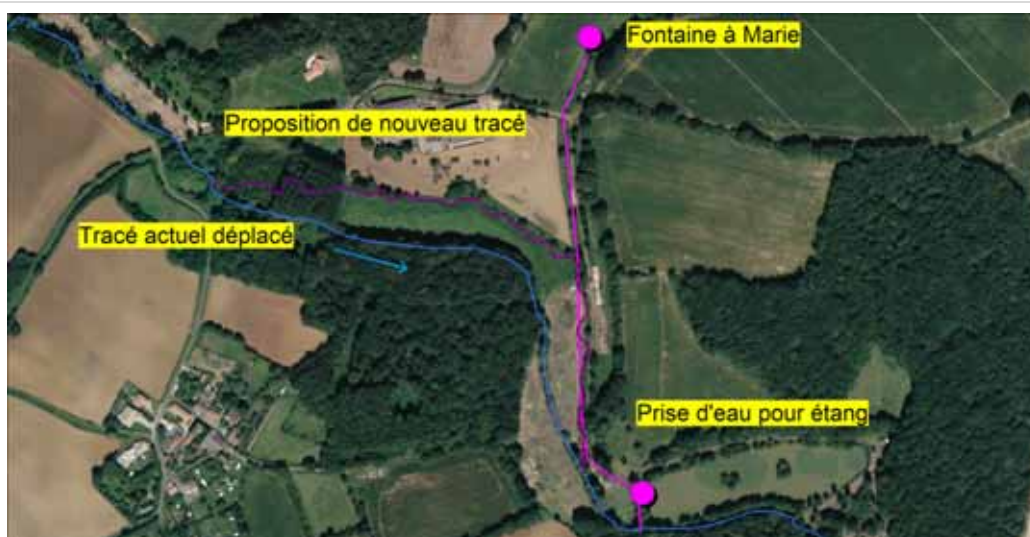 Fontaine à Marie
Proposition de nouveau tracé
Tracé actuel déplacé
Prise d'eau pour étang